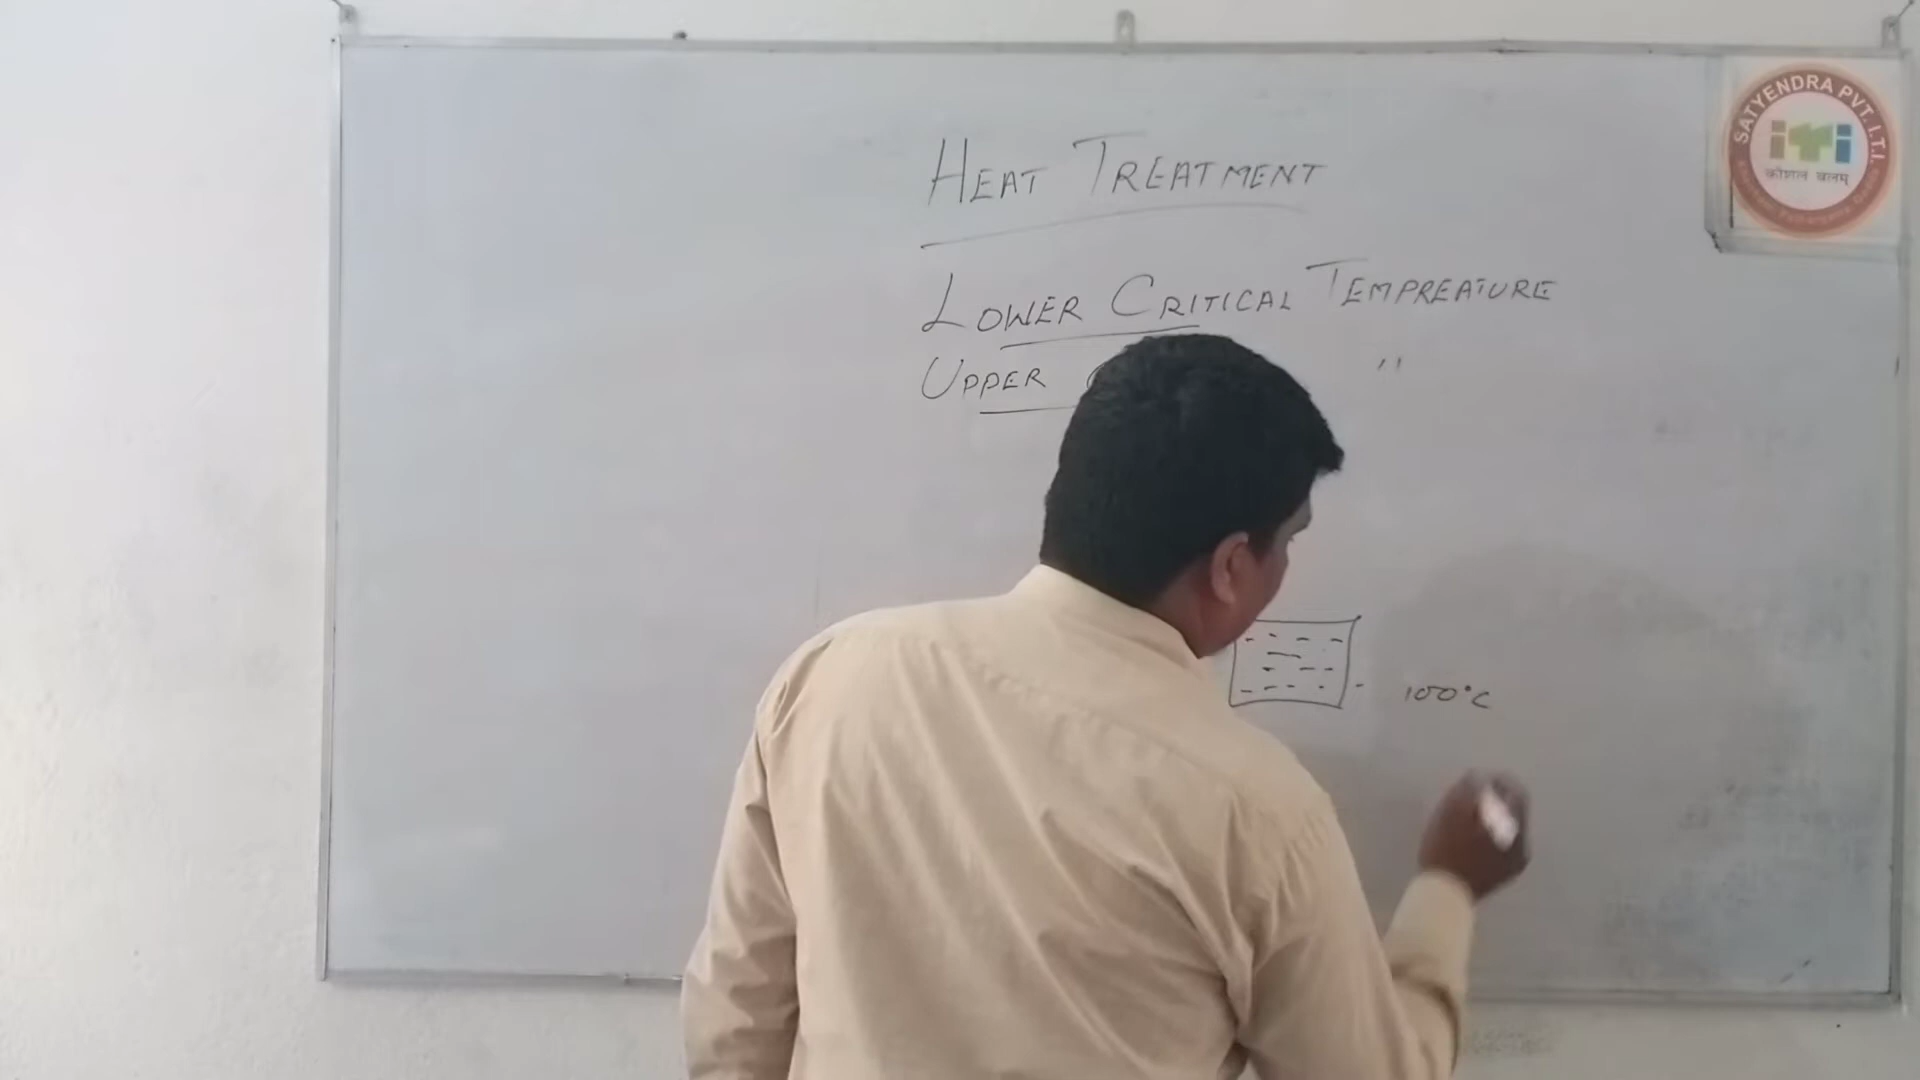 HEAT TREATMENT
LOWER CRITICAL TEMPREATURE
UPPER "
100°C
SATYENDRA PVT. I.T.I.
iTi
कौशल बलम्